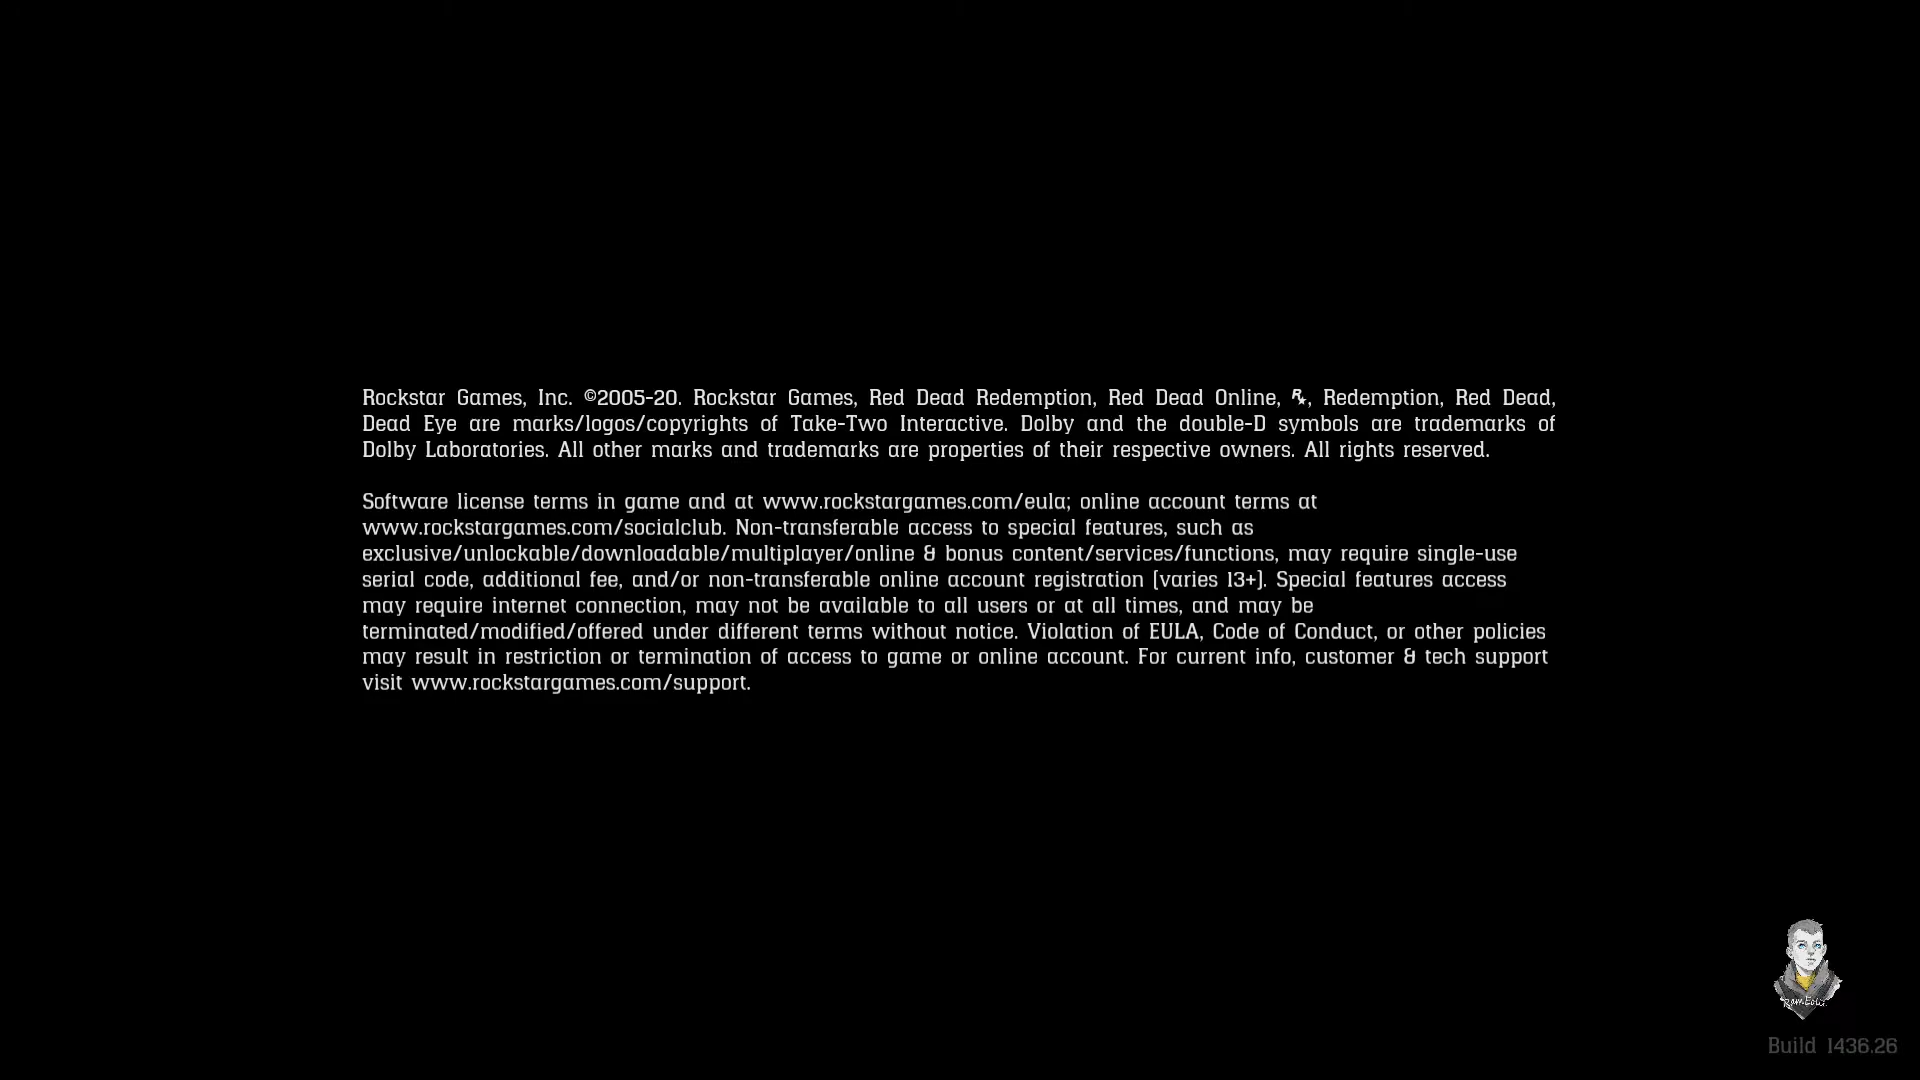 Rockstar Games, Inc. ©2005-20. Rockstar Games, Red Dead Redemption, Red Dead Online, R★, Redemption, Red Dead,
Dead Eye are marks/logos/copyrights of Take-Two Interactive. Dolby and the double-D symbols are trademarks of
Dolby Laboratories. All other marks and trademarks are properties of their respective owners. All rights reserved.
Software license terms in game and at www.rockstargames.com/eula; online account terms at
www.rockstargames.com/socialclub. Non-transferable access to special features, such as
exclusive/unlockable/downloadable/multiplayer/online & bonus content/services/functions, may require single-use
serial code, additional fee, and/or non-transferable online account registration (varies 13+). Special features access
may require internet connection, may not be available to all users or at all times, and may be
terminated/modified/offered under different terms without notice. Violation of EULA, Code of Conduct, or other policies
may result in restriction or termination of access to game or online account. For current info, customer & tech support
visit www.rockstargames.com/support.
Build 1436.26